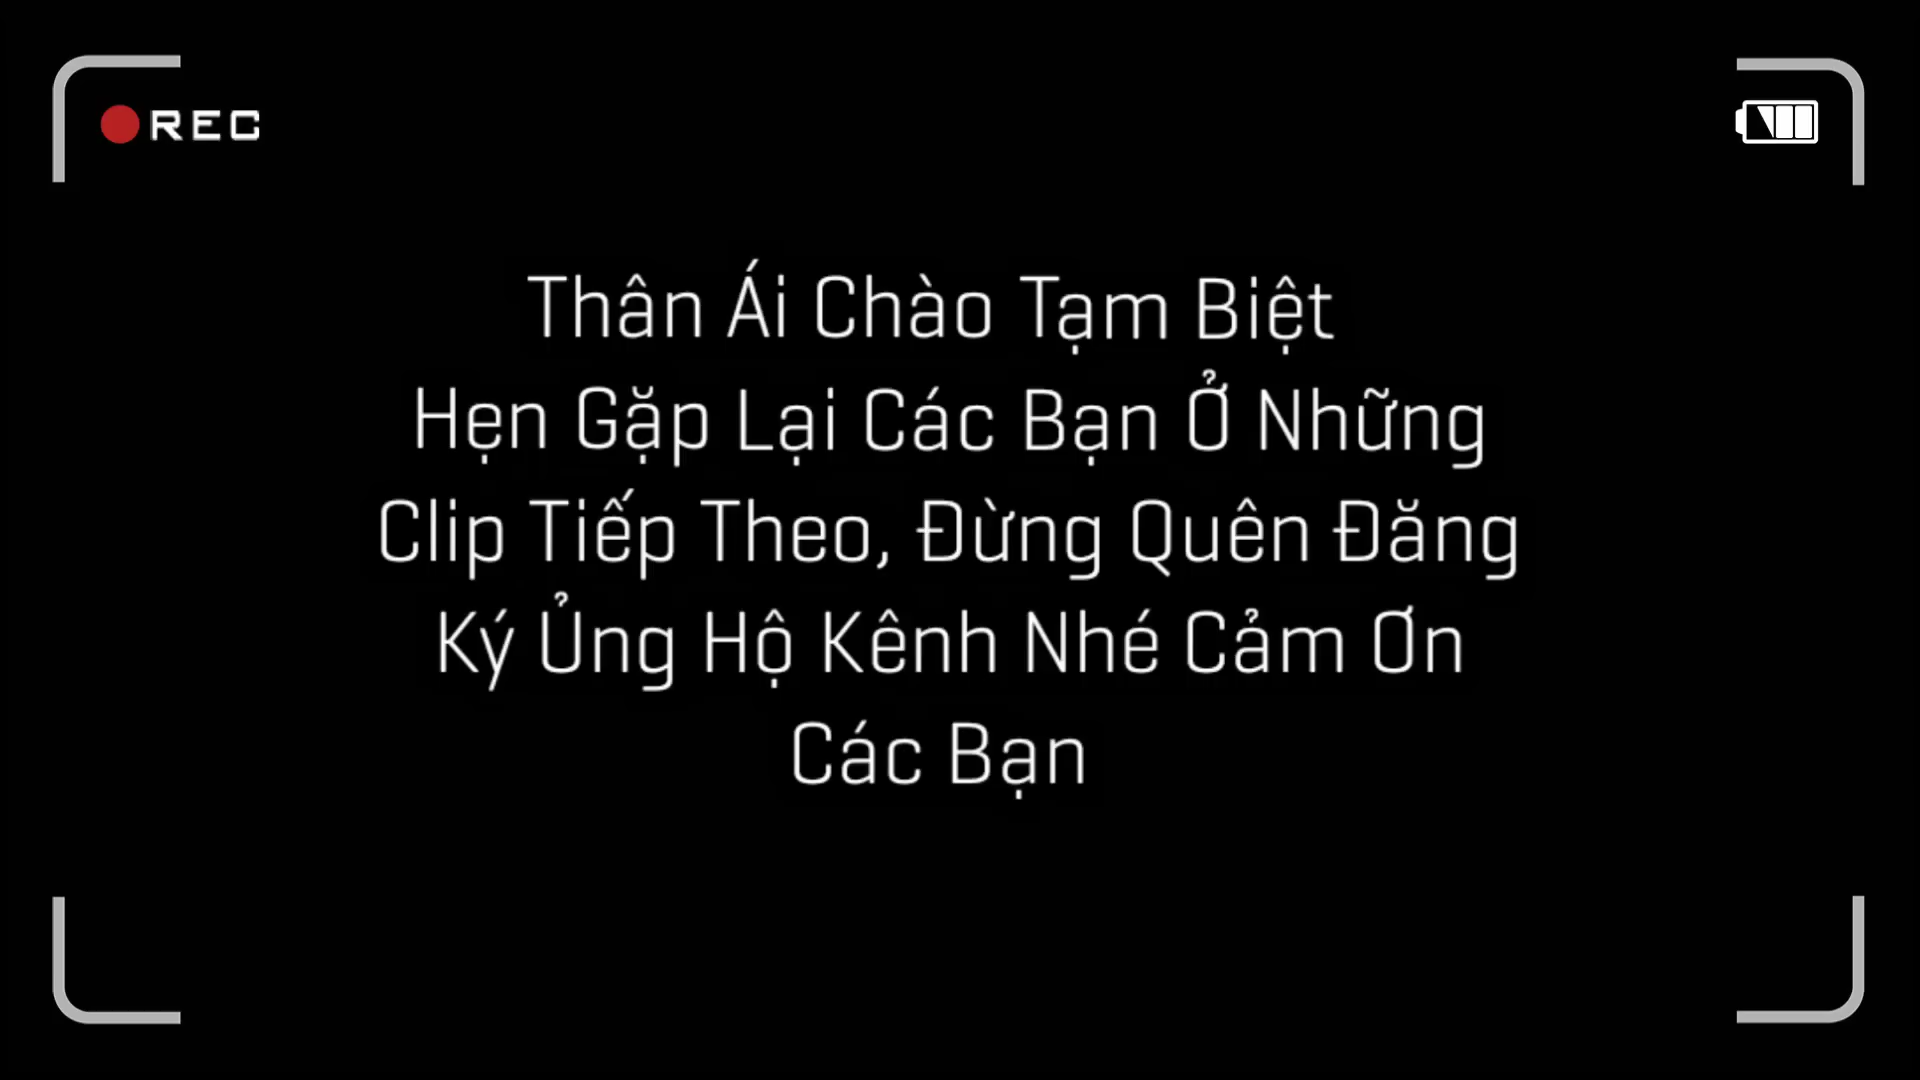 REC
Thân Ái Chào Tạm Biệt
Hẹn Gặp Lại Các Bạn Ở Những
Clip Tiếp Theo, Đừng Quên Đăng
Ký Ủng Hộ Kênh Nhé Cảm Ơn
Các Bạn